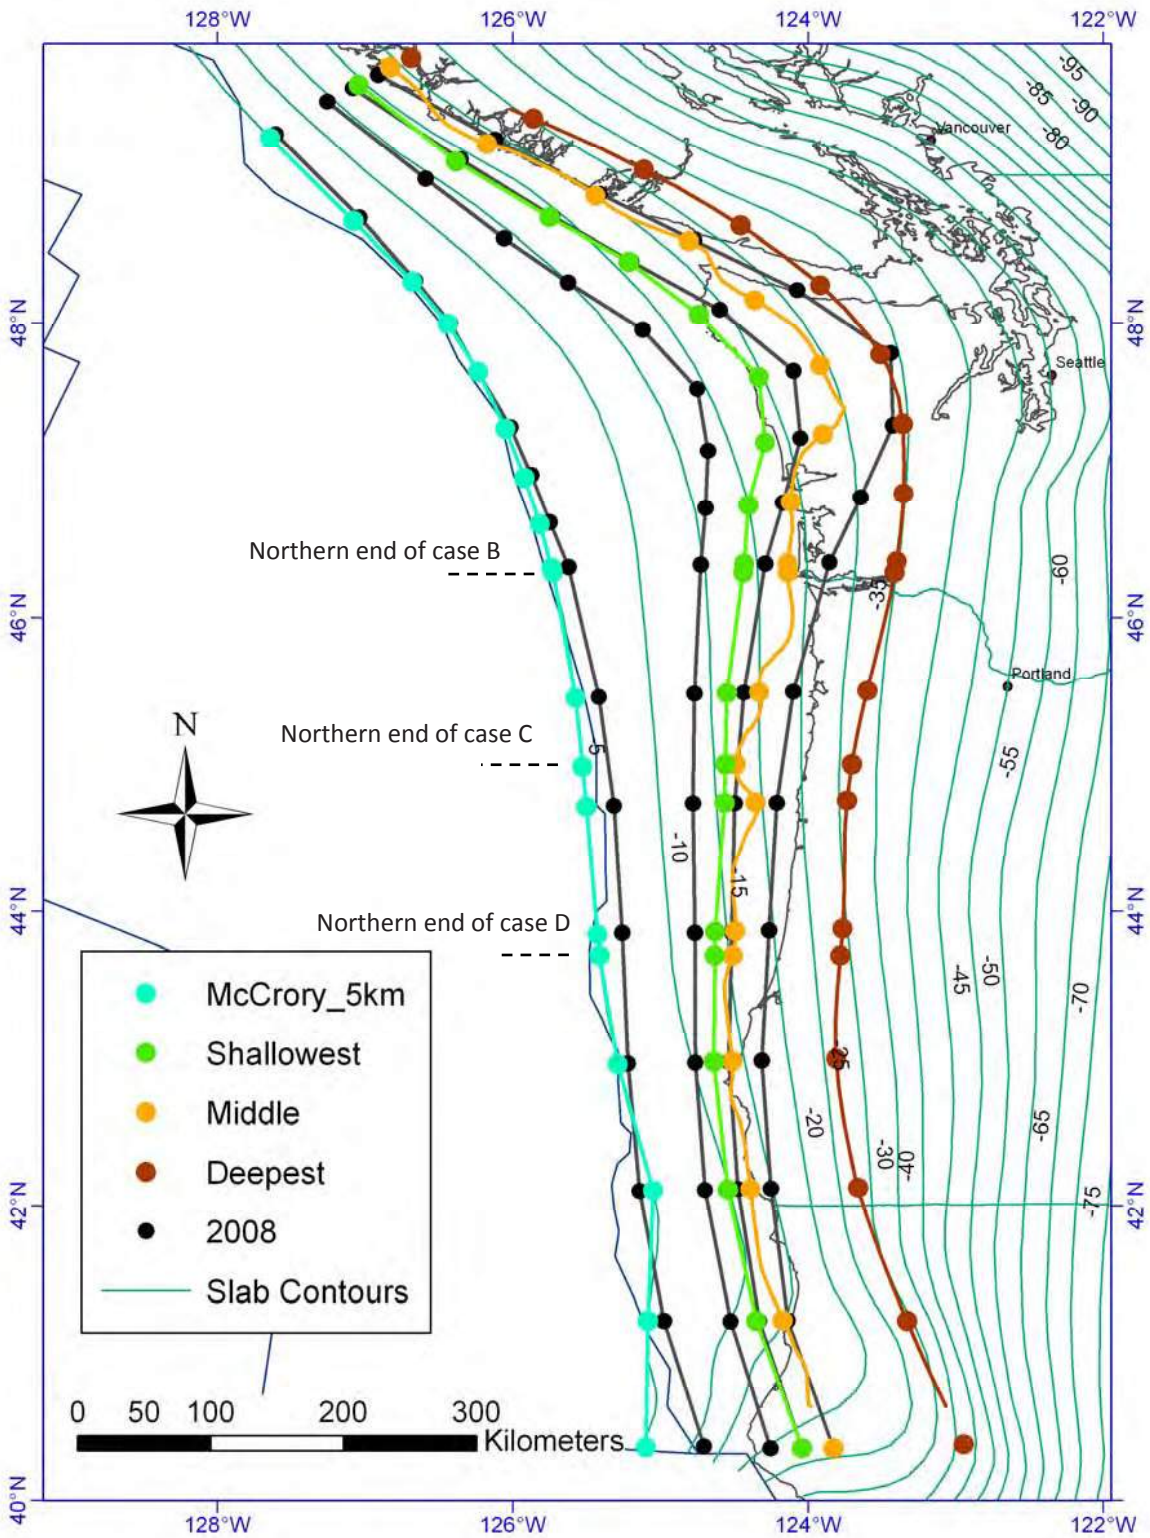 128°W 126°W 124°W 122°W
-95
-85
-90
-80
Vancouver
48°N
48°N
Seattle
Northern end of case B
-60
-35
46°N
46°N
Portland
N
Northern end of case C
-5
-55
-10
-15
44°N
44°N
Northern end of case D
-45
-50
-70
McCrory_5km
Shallowest
25
Middle
-20
-65
-30
-40
Deepest
42°N
42°N
-75
2008
Slab Contours
0 50 100 200 300
Kilometers
40°N
40°N
128°W 126°W 124°W 122°W